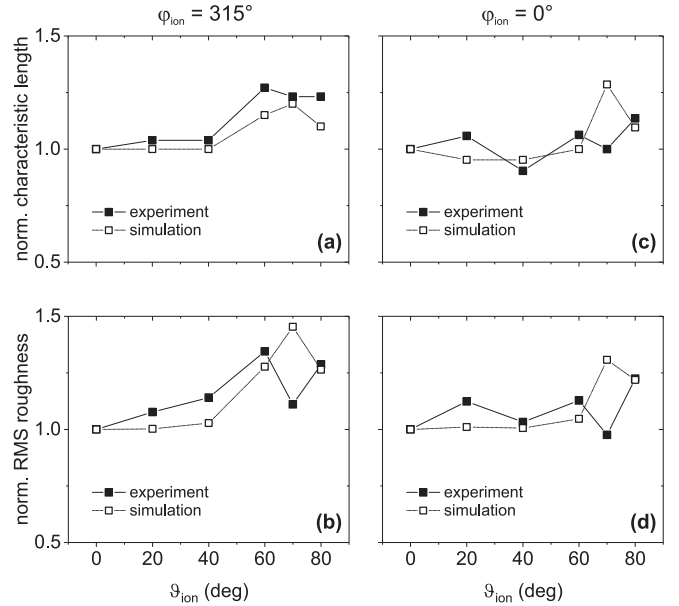 φion = 315°
φion = 0°
norm. characteristic length
1.5
1.0
0.5
experiment
simulation
(a)
experiment
simulation
(c)
norm. RMS roughness
1.5
1.0
0.5
experiment
simulation
(b)
experiment
simulation
(d)
0 20 40 60 80
0 20 40 60 80
ϑion (deg)
ϑion (deg)